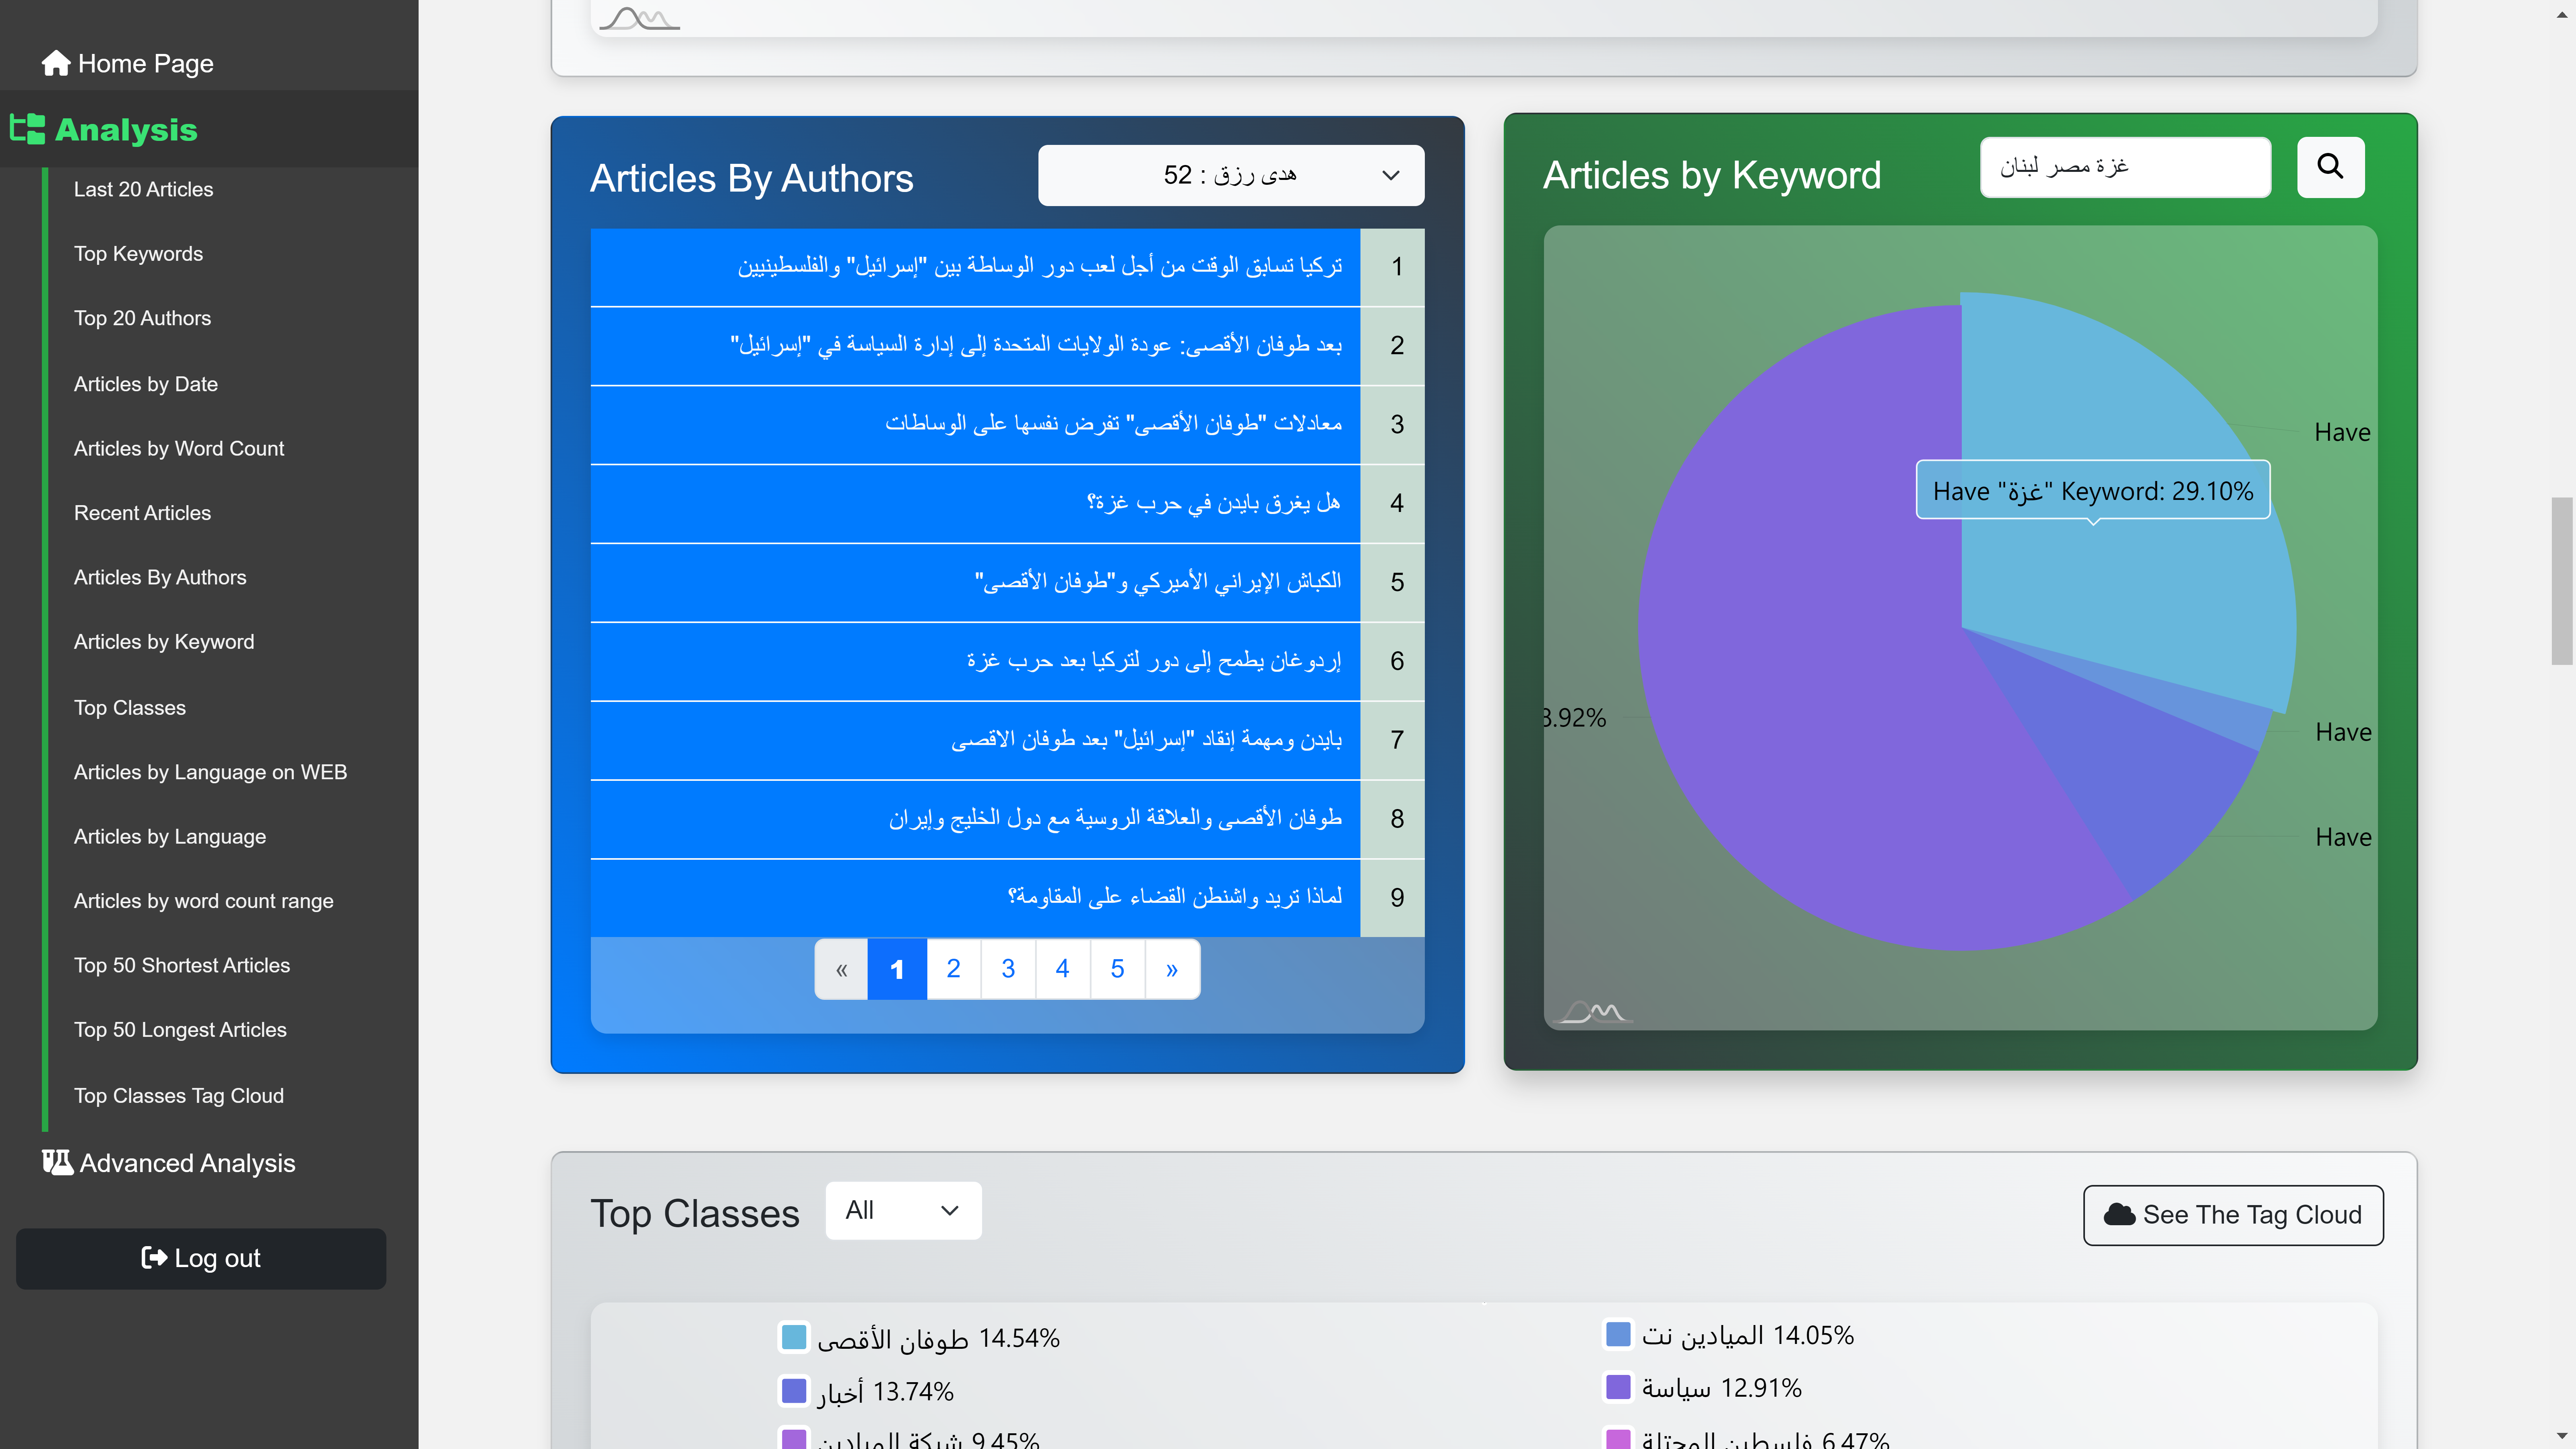 Home Page
Analysis
Last 20 Articles
Top Keywords
Top 20 Authors
Articles by Date
Articles by Word Count
Recent Articles
Articles By Authors
Articles by Keyword
Top Classes
Articles by Language on WEB
Articles by Language
Articles by word count range
Top 50 Shortest Articles
Top 50 Longest Articles
Top Classes Tag Cloud
Advanced Analysis
Log out
Articles By Authors
هدى رزق : 52
1 تركيا تسابق الوقت من أجل لعب دور الوساطة بين "إسرائيل" والفلسطينيين
2 بعد طوفان الأقصى: عودة الولايات المتحدة إلى إدارة السياسة في "إسرائيل"
3 معادلات "طوفان الأقصى" تفرض نفسها على الوساطات
4 هل يغرق بايدن في حرب غزة؟
5 الكباش الإيراني الأميركي و"طوفان الأقصى"
6 إردوغان يطمح إلى دور لتركيا بعد حرب غزة
7 بايدن ومهمة إنقاد "إسرائيل" بعد طوفان الاقصى
8 طوفان الأقصى والعلاقة الروسية مع دول الخليج وإيران
9 لماذا تريد واشنطن القضاء على المقاومة؟
« 1 2 3 4 5 »
Articles by Keyword
غزة مصر لبنان
Have
Have "غزة" Keyword: 29.10%
8.92%
Have
Have
Top Classes
All
See The Tag Cloud
طوفان الأقصى 14.54%
الميادين نت 14.05%
أخبار 13.74%
سياسة 12.91%
شبكة الميادين 9.45%
فلسطين المحتلة 6.47%